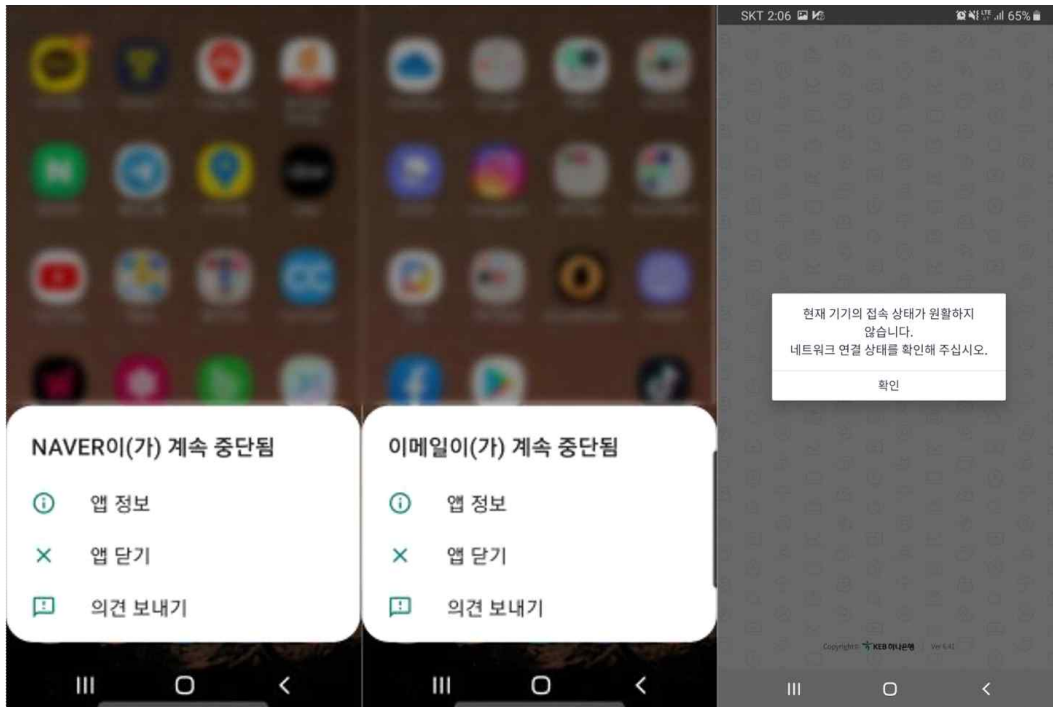 NAVER이(가) 계속 중단됨
앱 정보
앱 닫기
의견 보내기
이메일이(가) 계속 중단됨
앱 정보
앱 닫기
의견 보내기
SKT 2:06
LTE
65%
현재 기기의 접속 상태가 원활하지
않습니다.
네트워크 연결 상태를 확인해 주십시오.
확인
Copyright© KEB 하나은행 Ver 6.41